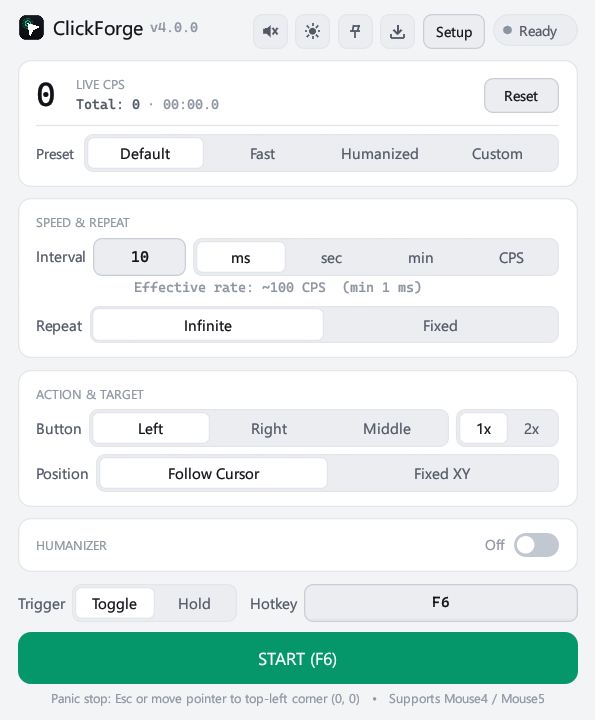 ClickForge v4.0.0 Setup Ready
0 LIVE CPS
Total: 0 · 00:00.0 Reset
Preset Default Fast Humanized Custom
SPEED & REPEAT
Interval 10 ms sec min CPS
Effective rate: ~100 CPS (min 1 ms)
Repeat Infinite Fixed
ACTION & TARGET
Button Left Right Middle 1x 2x
Position Follow Cursor Fixed XY
HUMANIZER Off
Trigger Toggle Hold Hotkey F6
START (F6)
Panic stop: Esc or move pointer to top-left corner (0, 0) • Supports Mouse4 / Mouse5